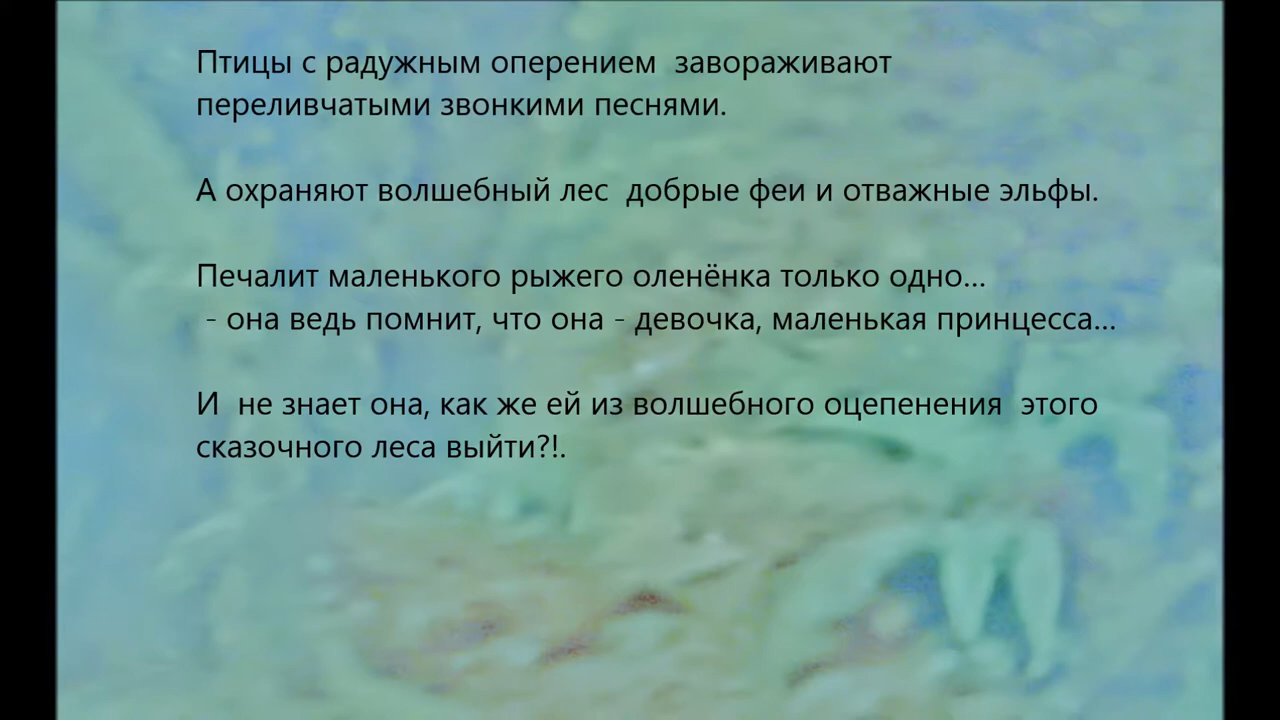 Птицы с радужным оперением  завораживают
переливчатыми звонкими песнями.
А охраняют волшебный лес  добрые феи и отважные эльфы.
Печалит маленького рыжего оленёнка только одно...
- она ведь помнит, что она - девочка, маленькая принцесса...
И  не знает она, как же ей из волшебного оцепенения  этого
сказочного леса выйти?!.